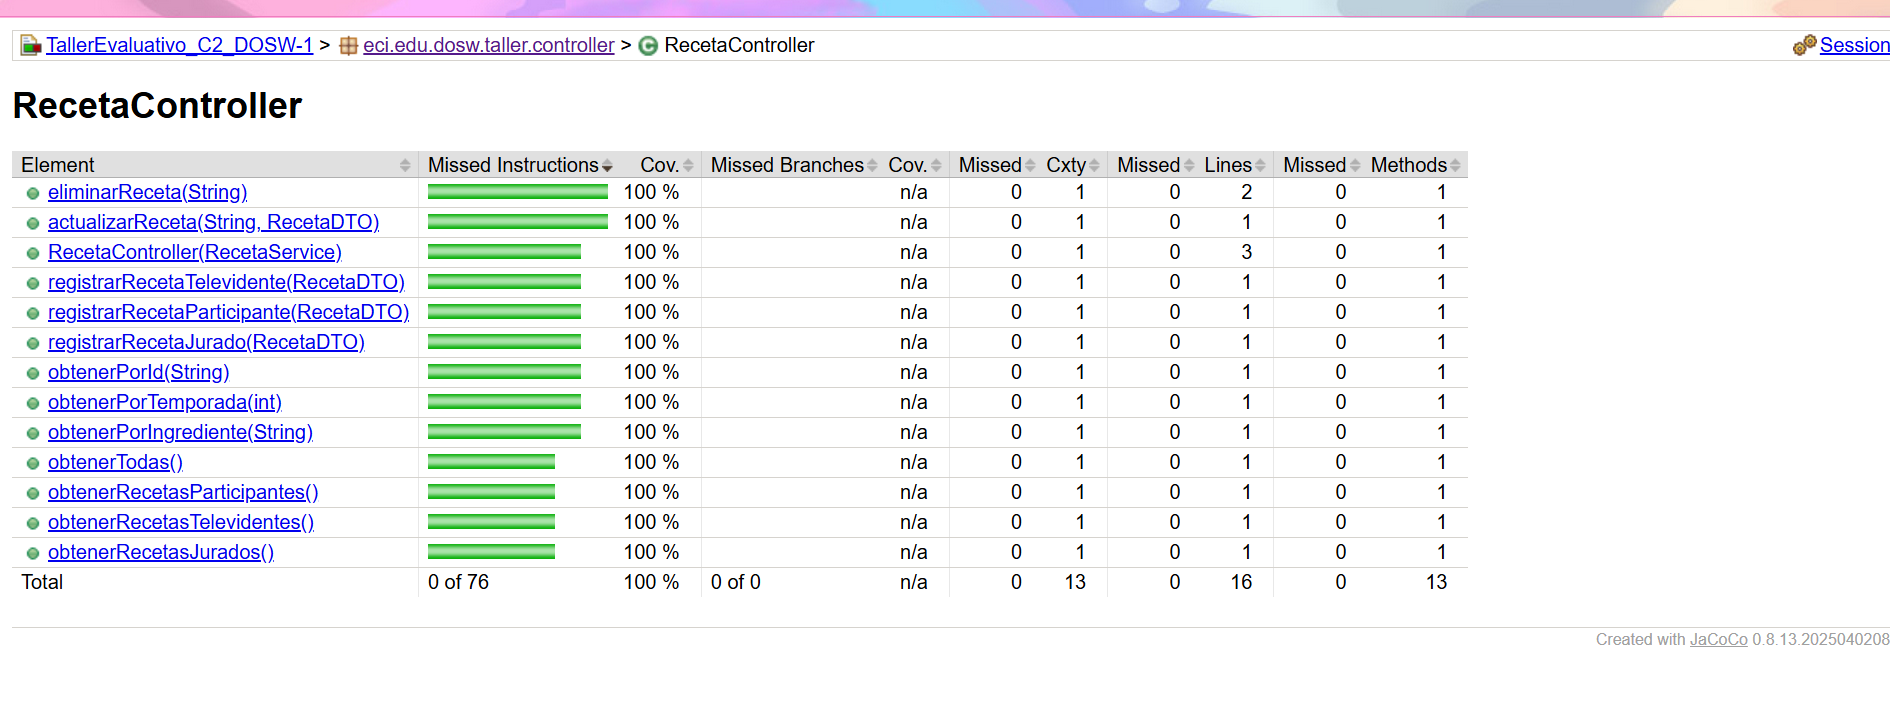 TallerEvaluativo_C2_DOSW-1 > eci.edu.dosw.taller.controller > RecetaController Session
RecetaController
Element Missed Instructions Cov. Missed Branches Cov. Missed Cxty Missed Lines Missed Methods
eliminarReceta(String) 100 % n/a 0 1 0 2 0 1
actualizarReceta(String, RecetaDTO) 100 % n/a 0 1 0 1 0 1
RecetaController(RecetaService) 100 % n/a 0 1 0 3 0 1
registrarRecetaTelevidente(RecetaDTO) 100 % n/a 0 1 0 1 0 1
registrarRecetaParticipante(RecetaDTO) 100 % n/a 0 1 0 1 0 1
registrarRecetaJurado(RecetaDTO) 100 % n/a 0 1 0 1 0 1
obtenerPorId(String) 100 % n/a 0 1 0 1 0 1
obtenerPorTemporada(int) 100 % n/a 0 1 0 1 0 1
obtenerPorIngrediente(String) 100 % n/a 0 1 0 1 0 1
obtenerTodas() 100 % n/a 0 1 0 1 0 1
obtenerRecetasParticipantes() 100 % n/a 0 1 0 1 0 1
obtenerRecetasTelevidentes() 100 % n/a 0 1 0 1 0 1
obtenerRecetasJurados() 100 % n/a 0 1 0 1 0 1
Total 0 of 76 100 % 0 of 0 n/a 0 13 0 16 0 13
Created with JaCoCo 0.8.13.2025040208